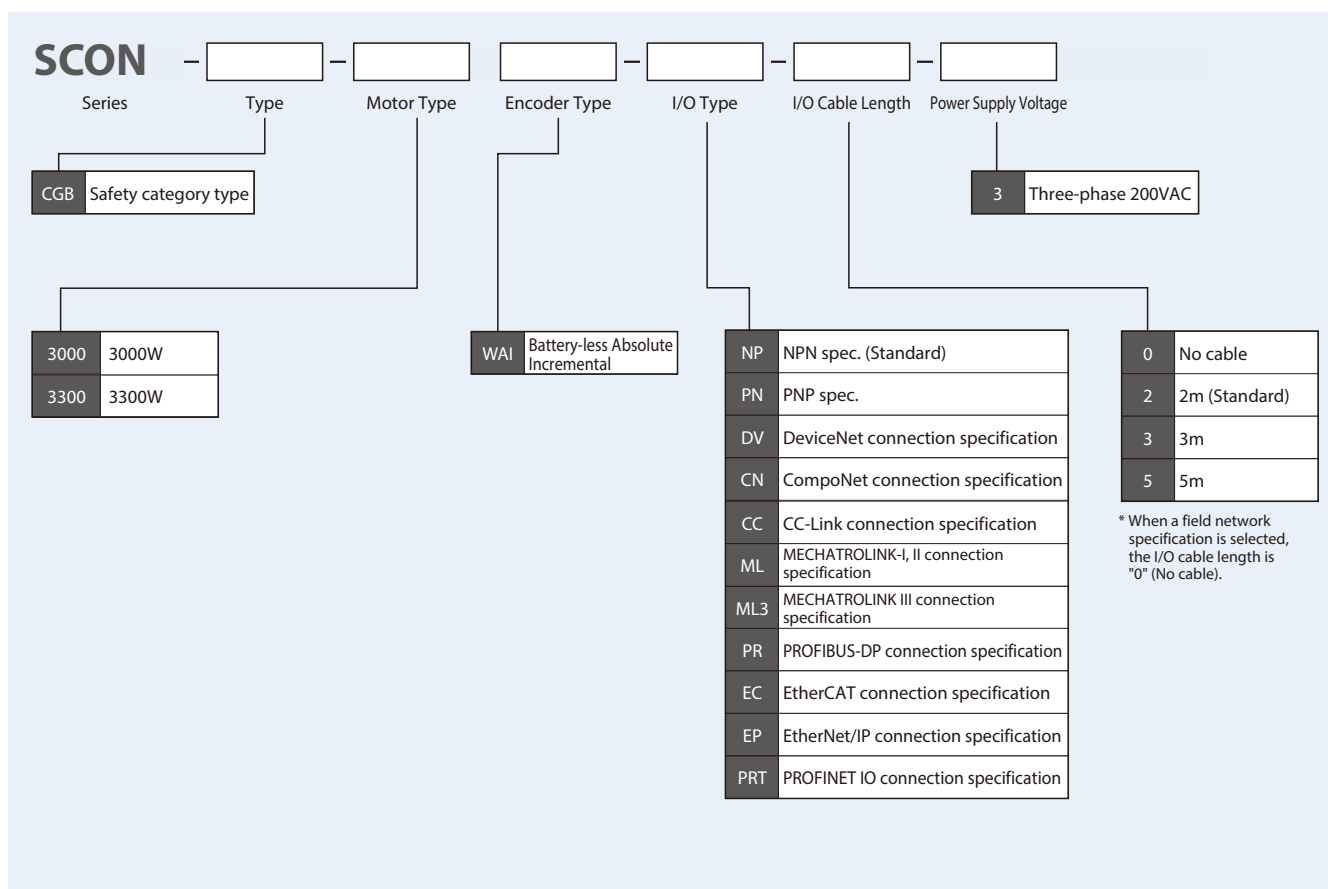 SCON - - - - -
Series Type Motor Type Encoder Type I/O Type I/O Cable Length Power Supply Voltage
CGB Safety category type
3 Three-phase 200VAC
3000 3000W
3300 3300W
WAI Battery-less Absolute
Incremental
NP NPN spec. (Standard)
PN PNP spec.
DV DeviceNet connection specification
CN CompoNet connection specification
CC CC-Link connection specification
ML MECHATROLINK-I, II connection
specification
ML3 MECHATROLINK III connection
specification
PR PROFIBUS-DP connection specification
EC EtherCAT connection specification
EP EtherNet/IP connection specification
PRT PROFINET IO connection specification
0 No cable
2 2m (Standard)
3 3m
5 5m
* When a field network
specification is selected,
the I/O cable length is
"0" (No cable).